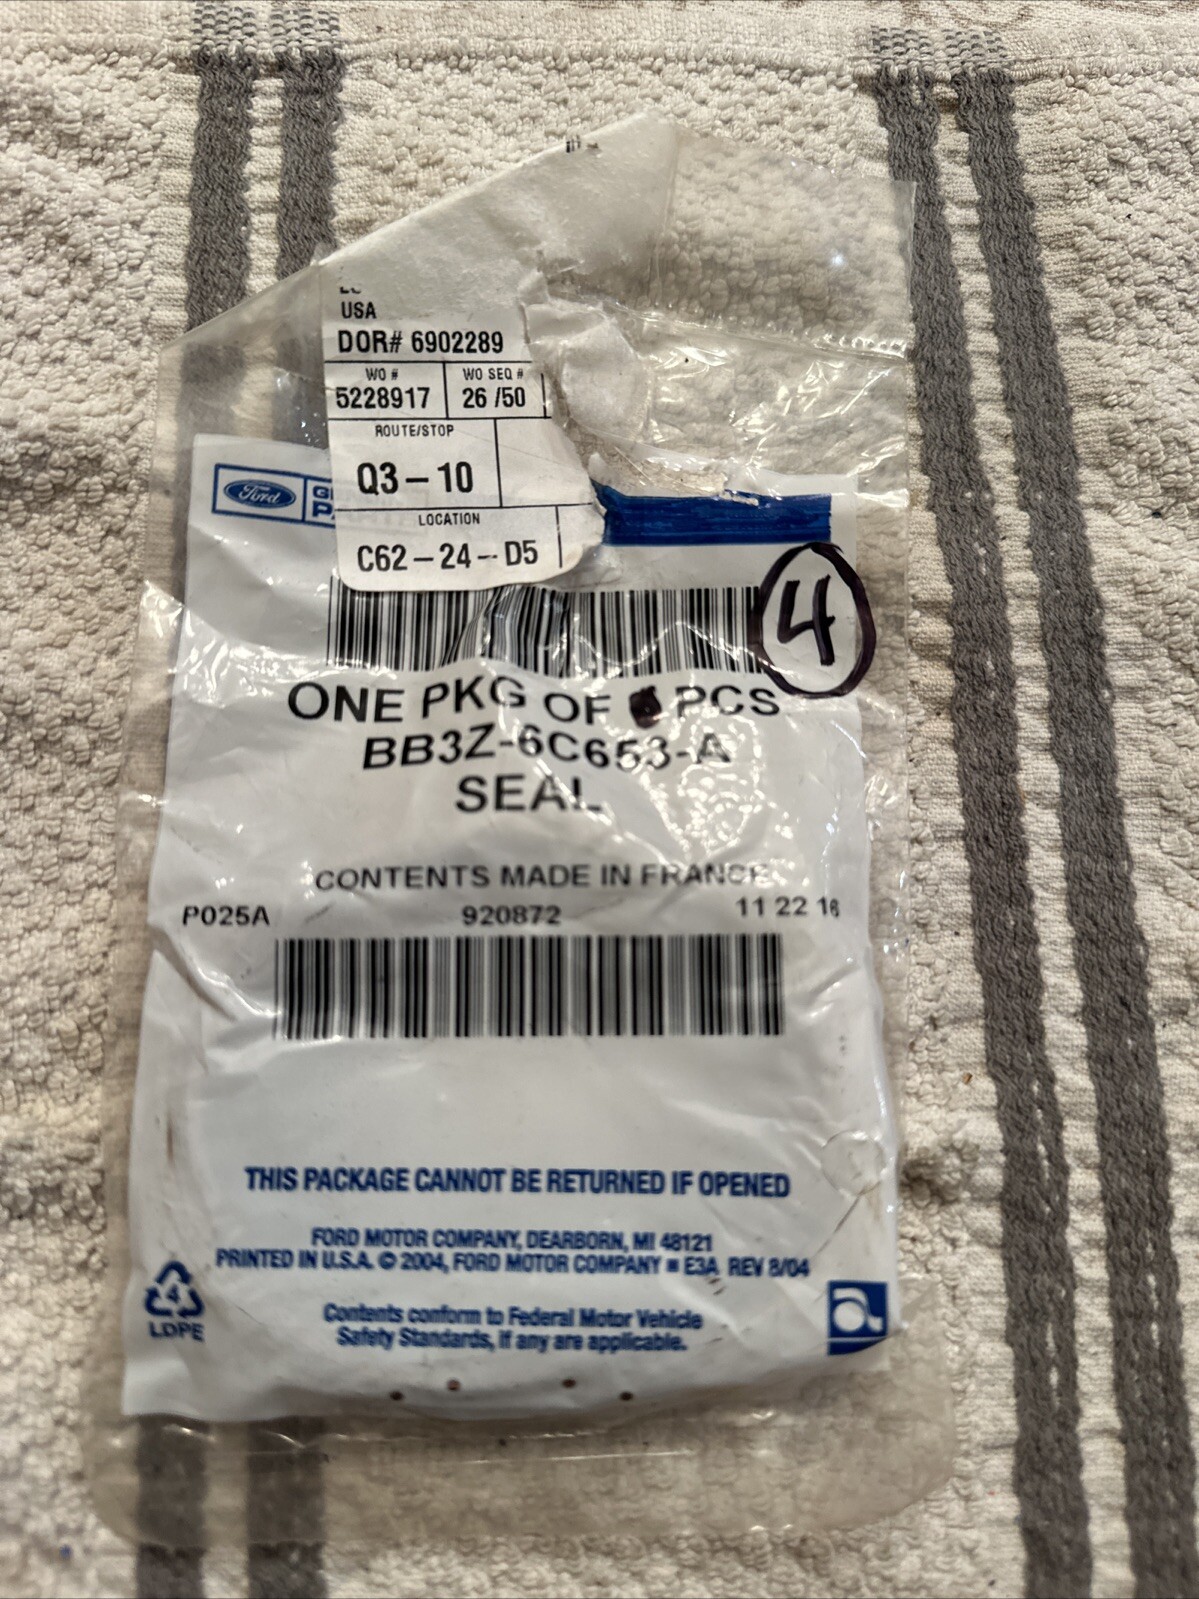 USA
DOR# 6902289
WO # WO SEQ #
5228917 26 /50
ROUTE/STOP
Q3-10
LOCATION
C62-24-D5
Ford
4
ONE PKG OF PCS
BB3Z-6C653-A
SEAL
CONTENTS MADE IN FRANCE
P025A 920872 11 22 16
THIS PACKAGE CANNOT BE RETURNED IF OPENED
FORD MOTOR COMPANY, DEARBORN, MI 48121
PRINTED IN U.S.A. © 2004, FORD MOTOR COMPANY ■ E3A REV 8/04
Contents conform to Federal Motor Vehicle
Safety Standards, if any are applicable.
4
LDPE
a